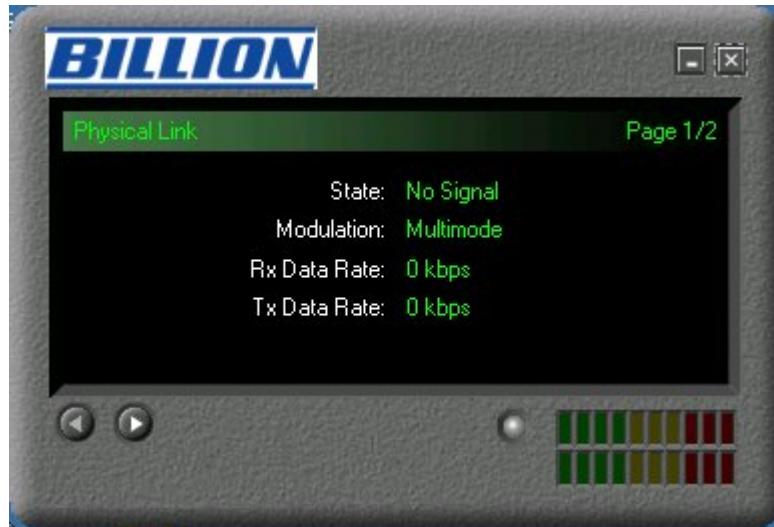 BILLION
Physical Link Page 1/2
State: No Signal
Modulation: Multimode
Rx Data Rate: 0 kbps
Tx Data Rate: 0 kbps